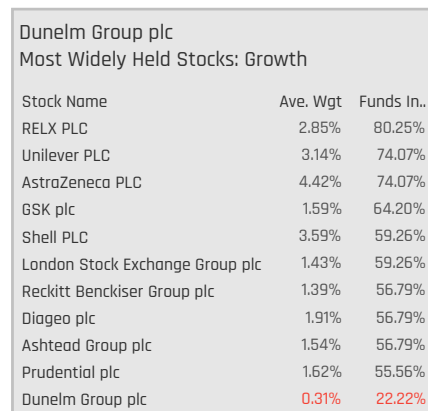 Dunelm Group plc
Most Widely Held Stocks: Growth
Stock Name Ave. Wgt Funds In..
RELX PLC 2.85% 80.25%
Unilever PLC 3.14% 74.07%
AstraZeneca PLC 4.42% 74.07%
GSK plc 1.59% 64.20%
Shell PLC 3.59% 59.26%
London Stock Exchange Group plc 1.43% 59.26%
Reckitt Benckiser Group plc 1.39% 56.79%
Diageo plc 1.91% 56.79%
Ashtead Group plc 1.54% 56.79%
Prudential plc 1.62% 55.56%
Dunelm Group plc 0.31% 22.22%